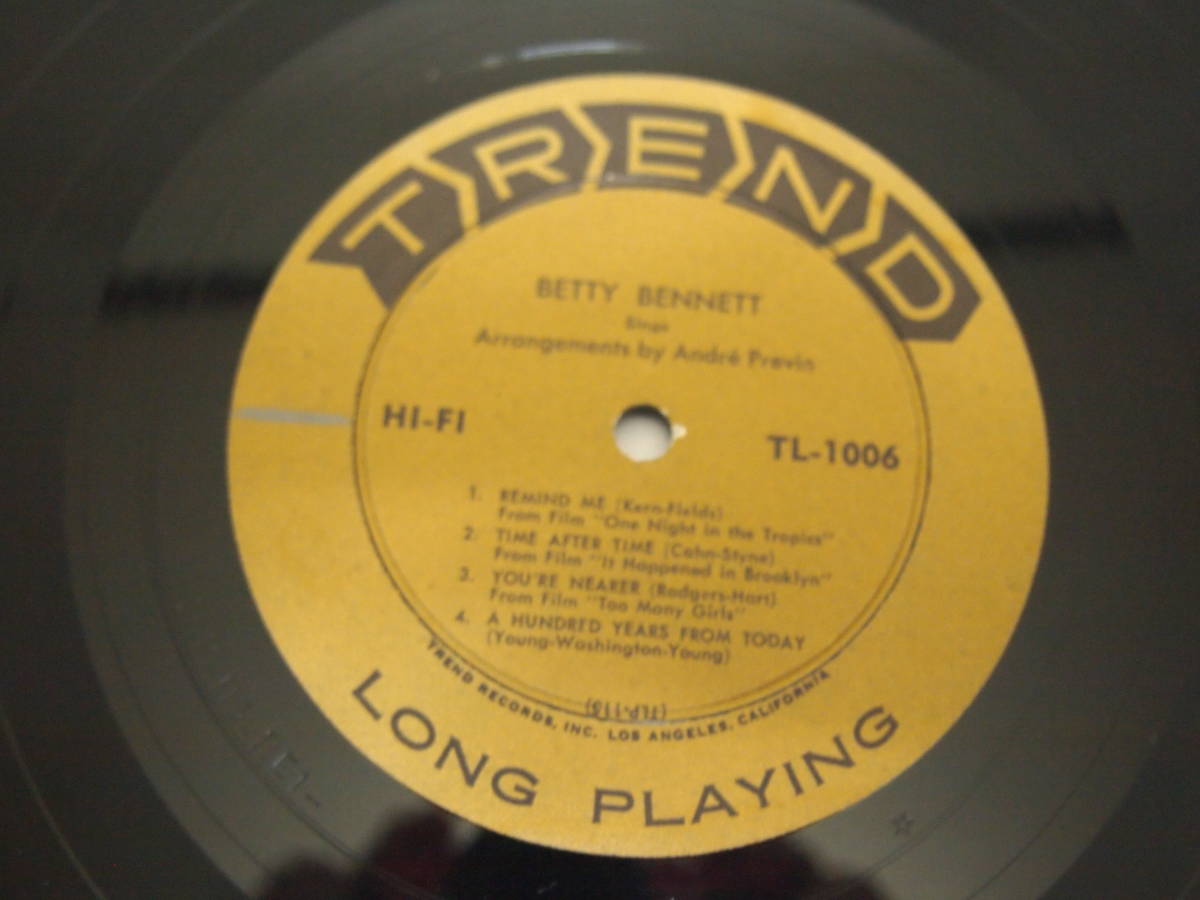 TREND
BETTY BENNETT
Sings
Arrangements by André Previn
HI-FI
TL-1006
1. REMIND ME (Kern-Fields)
From Film "One Night in the Tropics"
2. TIME AFTER TIME (Cahn-Styne)
From Film "It Happened in Brooklyn"
3. YOU'RE NEARER (Rodgers-Hart)
From Film "Too Many Girls"
4. A HUNDRED YEARS FROM TODAY
(Young-Washington-Young)
TREND RECORDS, INC. LOS ANGELES, CALIFORNIA
LONG PLAYING